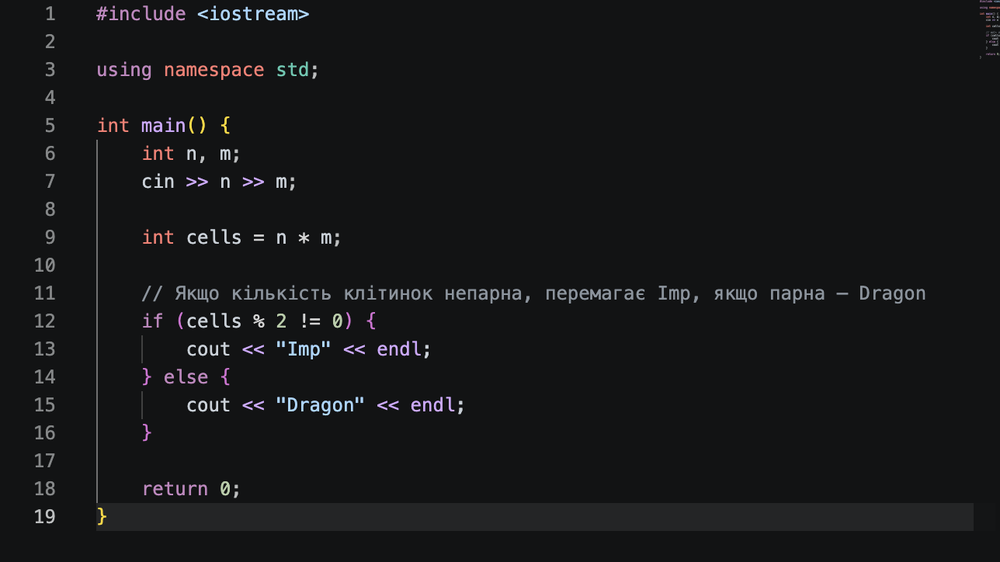 1 #include <iostream>
2
3 using namespace std;
4
5 int main() {
6     int n, m;
7     cin >> n >> m;
8
9     int cells = n * m;
10
11     // Якщо кількість клітинок непарна, перемагає Imp, якщо парна — Dragon
12     if (cells % 2 != 0) {
13         cout << "Imp" << endl;
14     } else {
15         cout << "Dragon" << endl;
16     }
17
18     return 0;
19 }